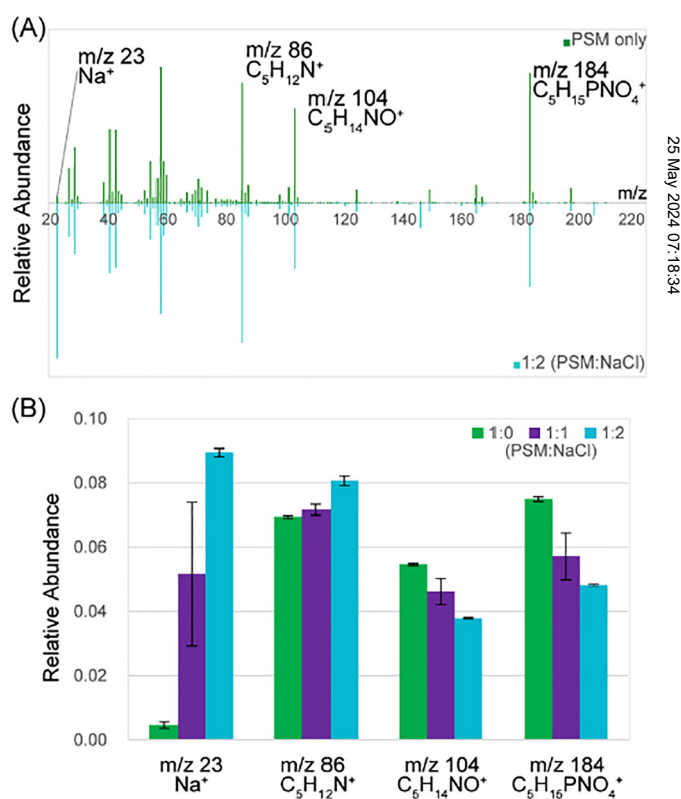 (A)
PSM only
m/z 23
Na⁺
m/z 86
C₅H₁₂N⁺
m/z 104
C₅H₁₄NO⁺
m/z 184
C₅H₁₅PNO₄⁺
Relative Abundance
m/z
20 40 60 80 100 120 140 160 180 200 220
1:2 (PSM:NaCl)
25 May 2024 07:18:34
(B)
1:0 1:1 1:2
(PSM:NaCl)
Relative Abundance
0.10
0.08
0.06
0.04
0.02
0.00
m/z 23 m/z 86 m/z 104 m/z 184
Na⁺ C₅H₁₂N⁺ C₅H₁₄NO⁺ C₅H₁₅PNO₄⁺